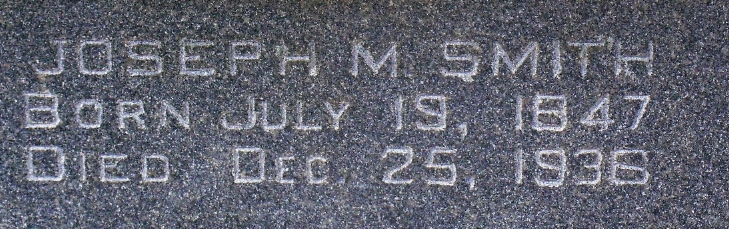 JOSEPH M. SMITH
BORN JULY 19, 1847
DIED DEC. 25, 1936